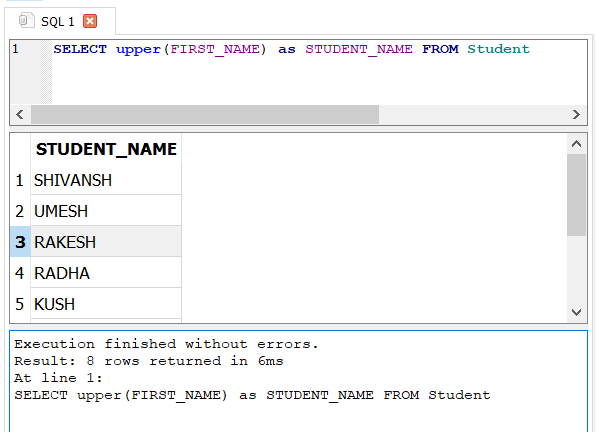 SQL 1
1 SELECT upper(FIRST_NAME) as STUDENT_NAME FROM Student
STUDENT_NAME
1 SHIVANSH
2 UMESH
3 RAKESH
4 RADHA
5 KUSH
Execution finished without errors.
Result: 8 rows returned in 6ms
At line 1:
SELECT upper(FIRST_NAME) as STUDENT_NAME FROM Student